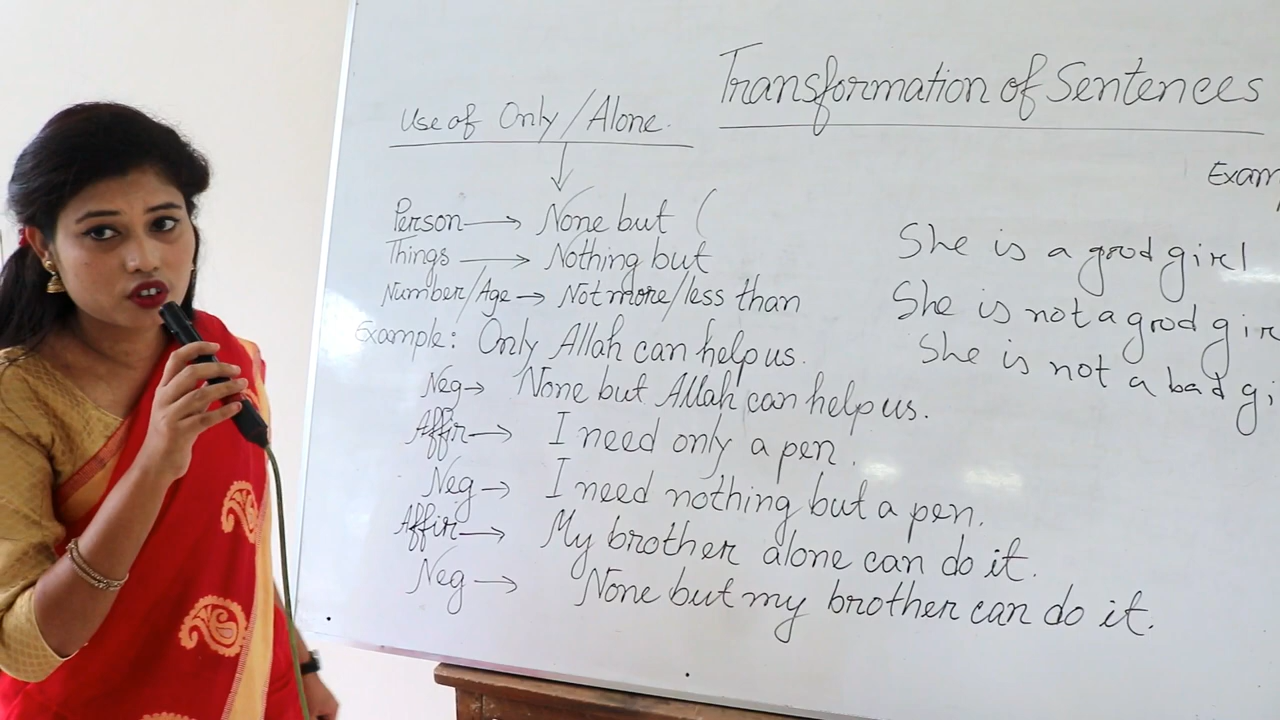 Transformation of Sentences
Use of Only/Alone.
Person → None but (
Things → Nothing but
Number/Age → Not more/less than
Example: Only Allah can help us.
Neg → None but Allah can help us.
Affir → I need only a pen.
Neg → I need nothing but a pen.
Affir → My brother alone can do it.
Neg → None but my brother can do it.
Exam
She is a good girl
She is not a good gir
She is not a bad gi